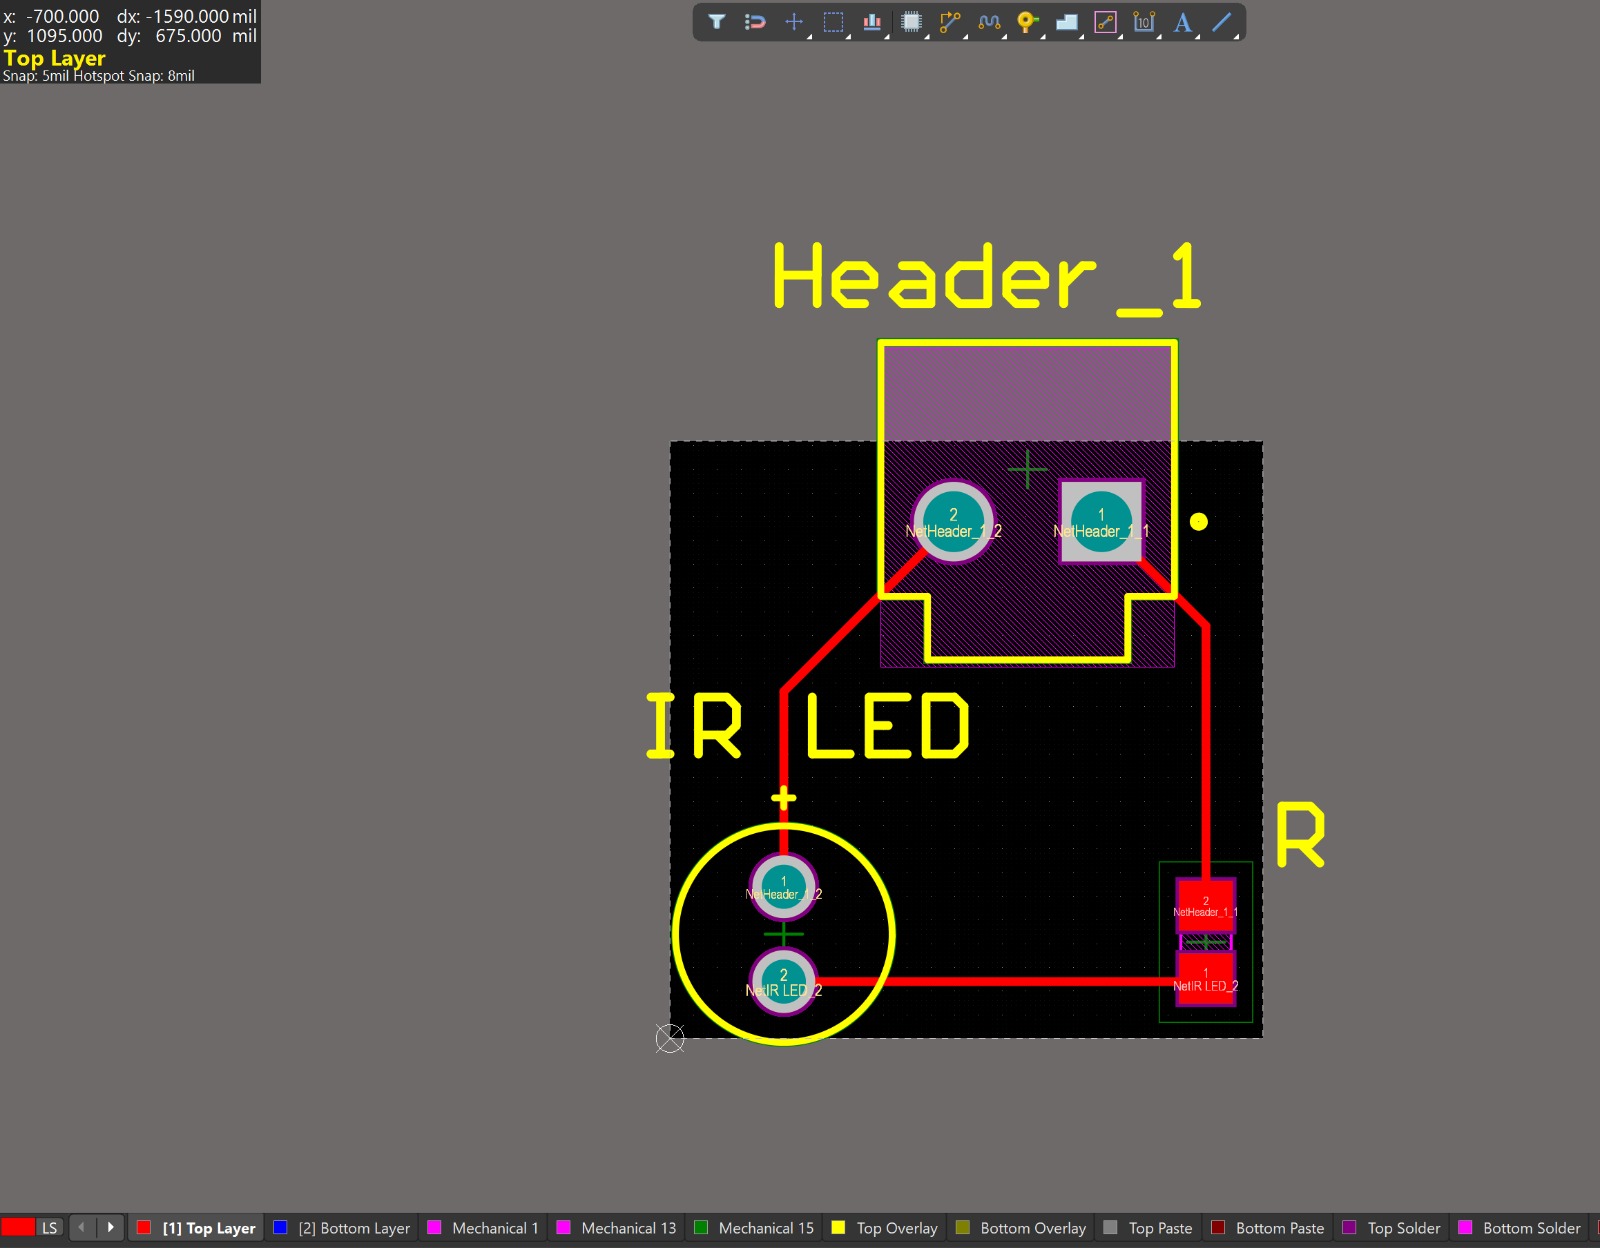 x: -700.000 dx: -1590.000 mil
y: 1095.000 dy: 675.000 mil
Top Layer
Snap: 5mil Hotspot Snap: 8mil
10
A
Header_1
2
NetHeader_1_2
1
NetHeader_1_1
IR LED
+
R
1
NetHeader_1_2
2
NetIR LED_2
2
NetHeader_1_1
1
NetIR LED_2
LS [1] Top Layer [2] Bottom Layer Mechanical 1 Mechanical 13 Mechanical 15 Top Overlay Bottom Overlay Top Paste Bottom Paste Top Solder Bottom Solder